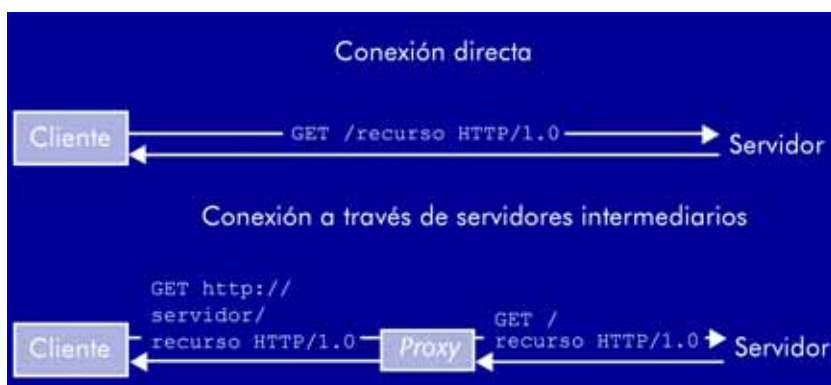 Conexión directa
Cliente
GET /recurso HTTP/1.0
Servidor
Conexión a través de servidores intermediarios
GET http://
servidor/
recurso HTTP/1.0
GET /
recurso HTTP/1.0
Cliente
Proxy
Servidor